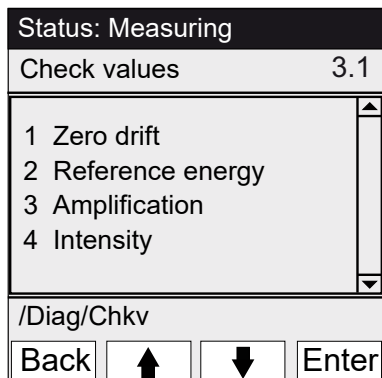 Status: Measuring
Check values 3.1
1 Zero drift
2 Reference energy
3 Amplification
4 Intensity
/Diag/Chkv
Back Enter